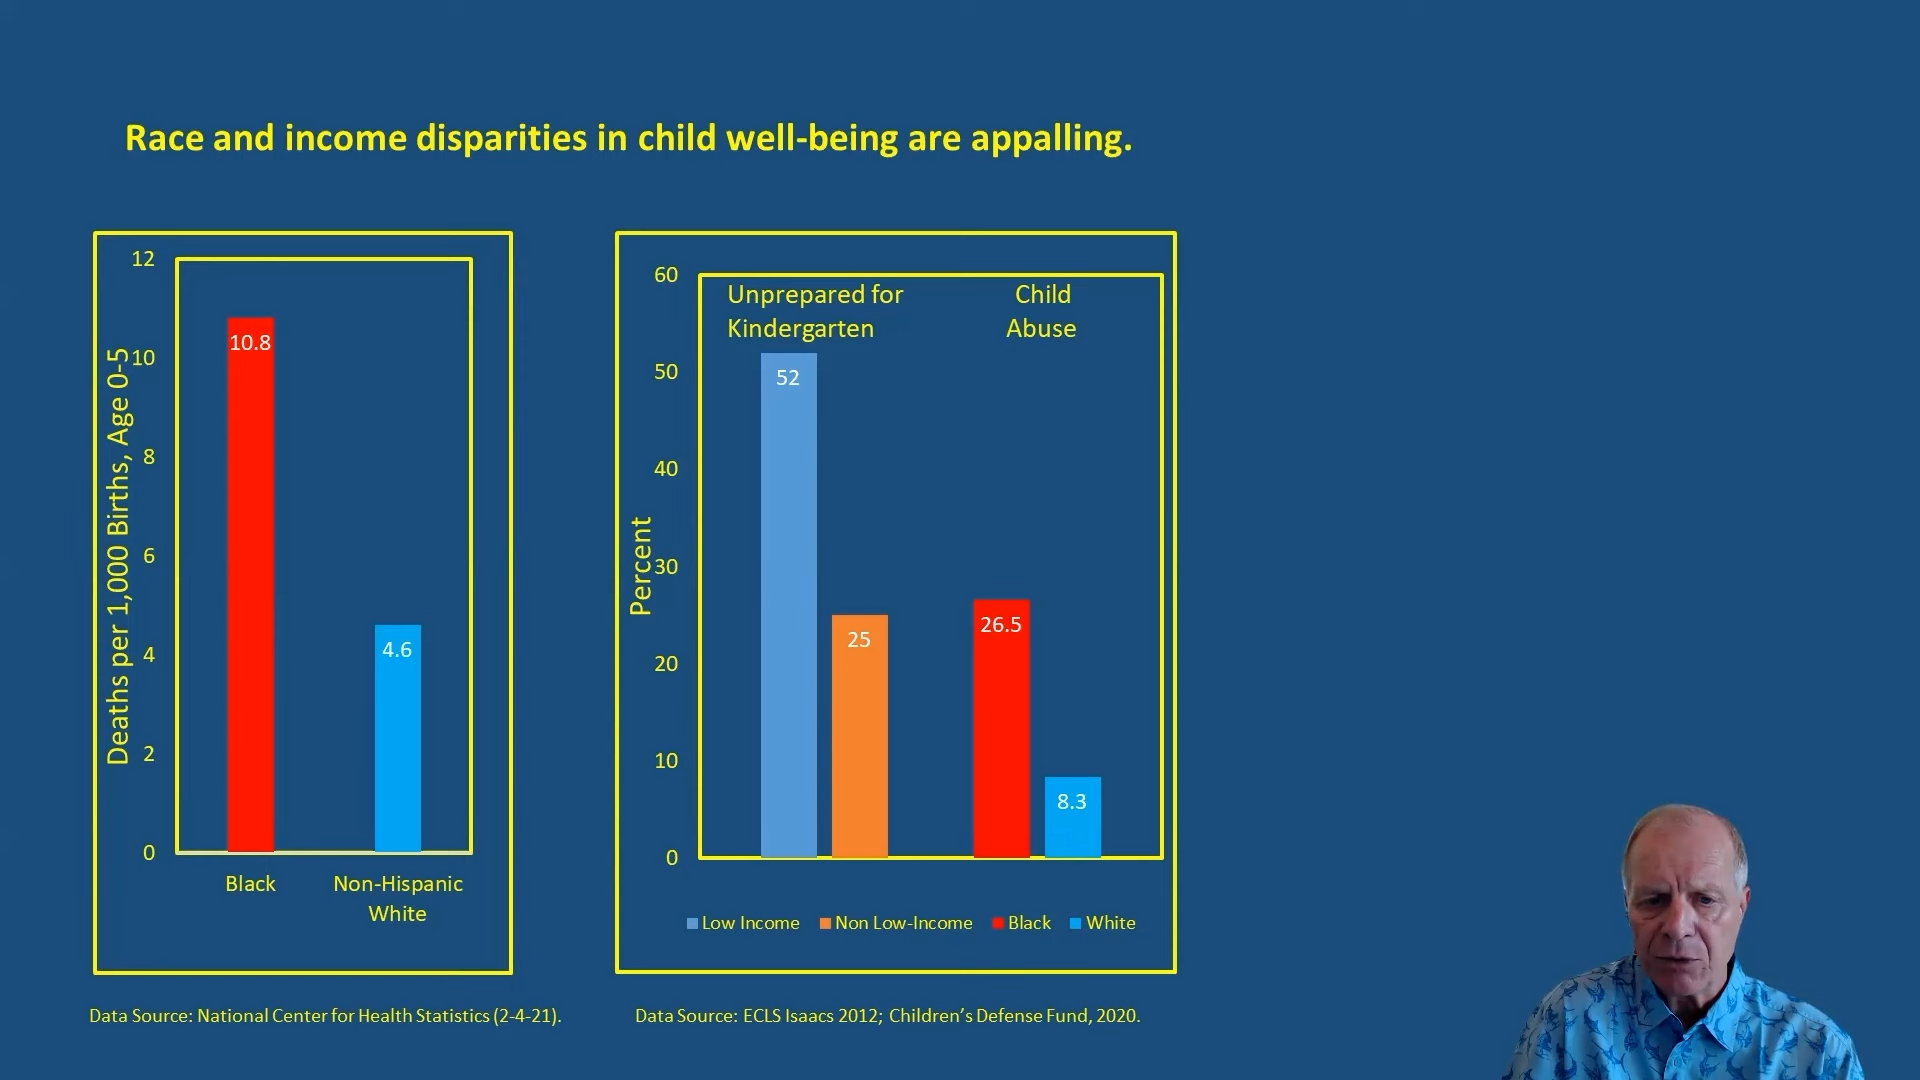 Race and income disparities in child well-being are appalling.
Deaths per 1,000 Births, Age 0-5
12
10
8
6
4
2
0
10.8
4.6
Black
Non-Hispanic
White
Data Source: National Center for Health Statistics (2-4-21).
Percent
60
50
40
30
20
10
0
Unprepared for
Kindergarten
Child
Abuse
52
25
26.5
8.3
Low Income
Non Low-Income
Black
White
Data Source: ECLS Isaacs 2012; Children’s Defense Fund, 2020.